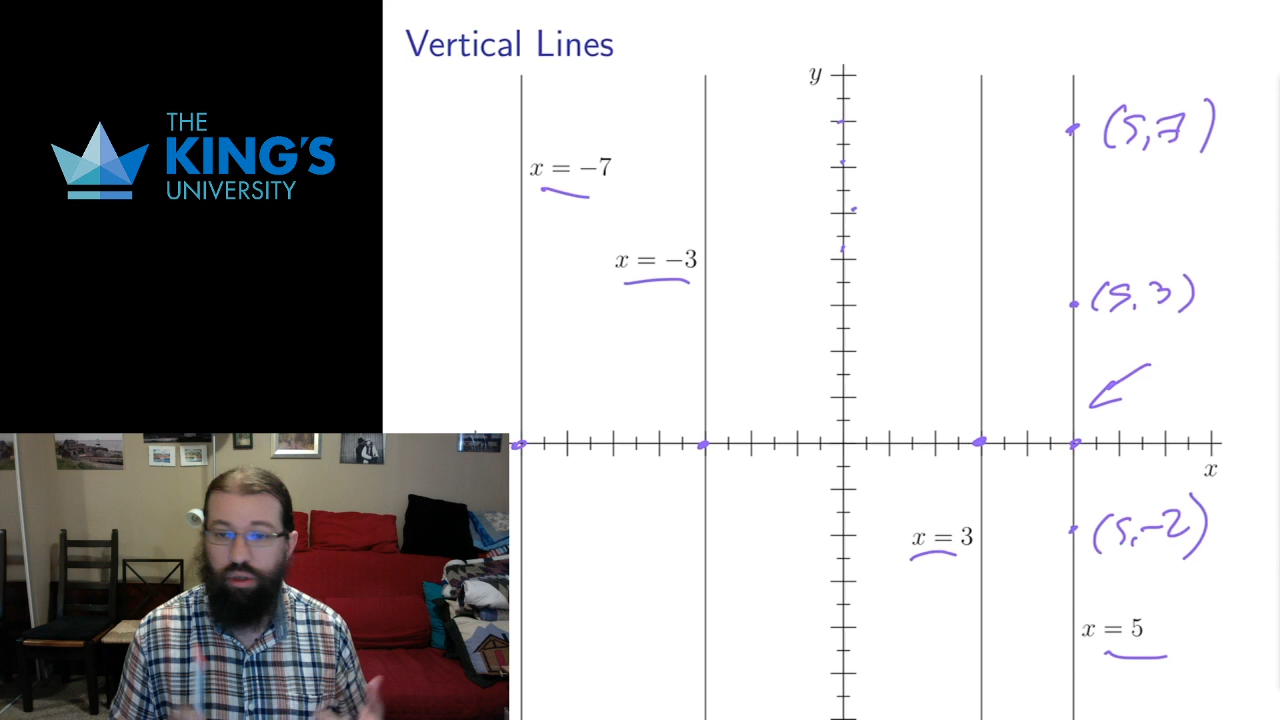 THE
KING'S
UNIVERSITY
Vertical Lines
y
(5,7)
x = −7
x = −3
(5,3)
x
x = 3
(5,-2)
x = 5